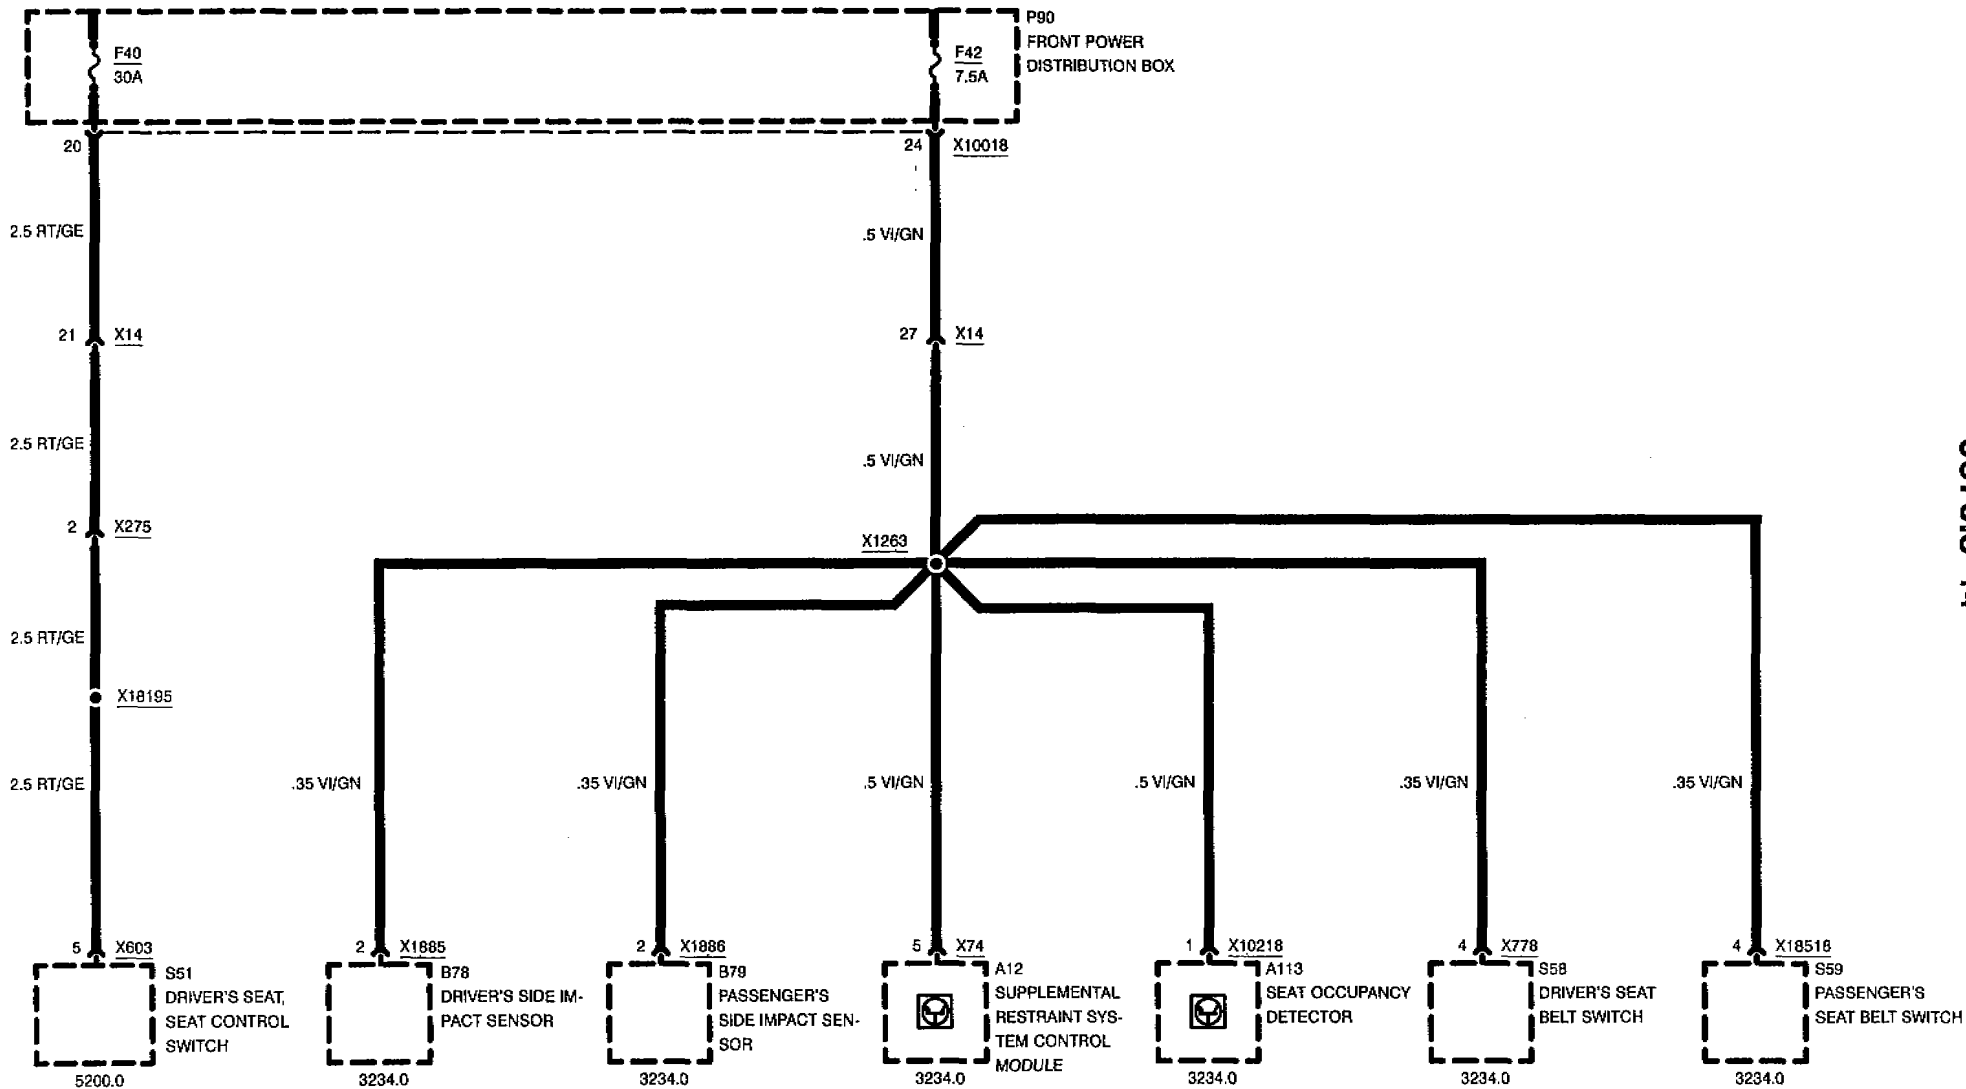 P90
FRONT POWER
DISTRIBUTION BOX
F40
30A
F42
7.5A
20
24
X10018
2.5 RT/GE
.5 VI/GN
21
X14
27
X14
2.5 RT/GE
.5 VI/GN
2
X275
X1263
2.5 RT/GE
X18195
2.5 RT/GE
.35 VI/GN
.35 VI/GN
.5 VI/GN
.5 VI/GN
.35 VI/GN
.35 VI/GN
5
X603
2
X1885
2
X1886
5
X74
1
X10218
4
X778
4
X18518
S51
DRIVER'S SEAT,
SEAT CONTROL
SWITCH
5200.0
B78
DRIVER'S SIDE IM-
PACT SENSOR
3234.0
B79
PASSENGER'S
SIDE IMPACT SEN-
SOR
3234.0
A12
SUPPLEMENTAL
RESTRAINT SYS-
TEM CONTROL
MODULE
3234.0
A113
SEAT OCCUPANCY
DETECTOR
3234.0
S58
DRIVER'S SEAT
BELT SWITCH
3234.0
S59
PASSENGER'S
SEAT BELT SWITCH
3234.0